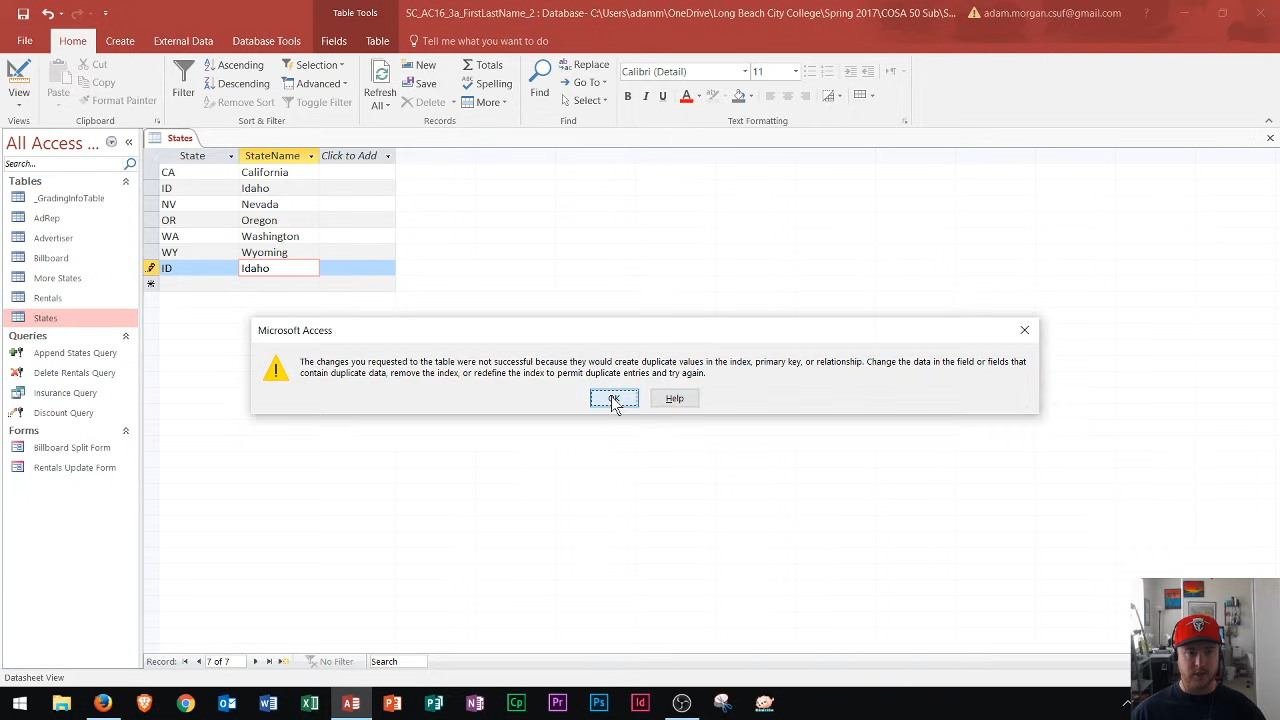 Table Tools
SC_AC16_3a_FirstLastName_2 : Database- C:\Users\adamm\OneDrive\Long Beach City College\Spring 2017\COSA 50 Sub\S...
adam.morgan.csuf@gmail.com
File Home Create External Data Database Tools Fields Table Tell me what you want to do
View
Views
Paste
Cut
Copy
Format Painter
Clipboard
Filter
Ascending
Descending
Remove Sort
Selection
Advanced
Toggle Filter
Sort & Filter
Refresh
All
New
Save
Delete
Totals
Spelling
More
Records
Find
Replace
Go To
Select
Find
Calibri (Detail) 11
B I U A
Text Formatting
All Access ...
Search...
Tables
_GradingInfoTable
AdRep
Advertiser
Billboard
More States
Rentals
States
Queries
Append States Query
Delete Rentals Query
Insurance Query
Discount Query
Forms
Billboard Split Form
Rentals Update Form
States
State StateName Click to Add
CA California
ID Idaho
NV Nevada
OR Oregon
WA Washington
WY Wyoming
ID Idaho
Microsoft Access
The changes you requested to the table were not successful because they would create duplicate values in the index, primary key, or relationship. Change the data in the field or fields that
contain duplicate data, remove the index, or redefine the index to permit duplicate entries and try again.
OK Help
Record: 7 of 7 No Filter Search
Datasheet View
Cp Pr Ps Id